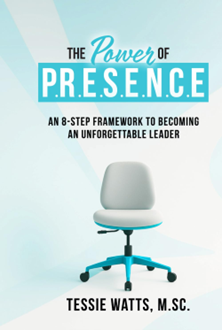 THE Power OF
P.R.E.S.E.N.C.E
AN 8-STEP FRAMEWORK TO BECOMING
AN UNFORGETTABLE LEADER
TESSIE WATTS, M.SC.